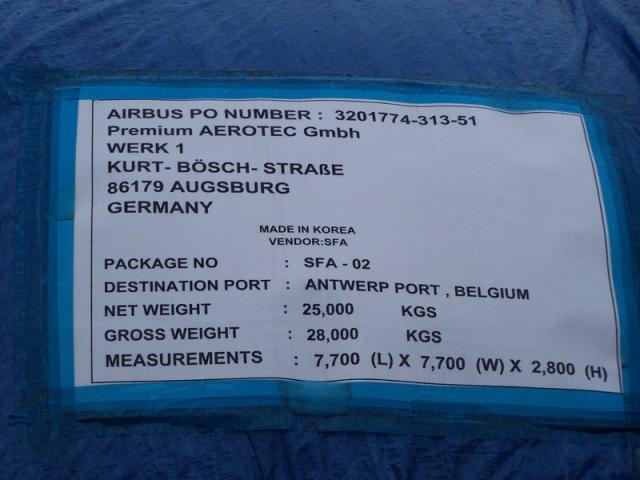 AIRBUS PO NUMBER : 3201774-313-51
Premium AEROTEC Gmbh
WERK 1
KURT- BÖSCH- STRAßE
86179 AUGSBURG
GERMANY
MADE IN KOREA
VENDOR:SFA
PACKAGE NO : SFA - 02
DESTINATION PORT : ANTWERP PORT , BELGIUM
NET WEIGHT : 25,000 KGS
GROSS WEIGHT : 28,000 KGS
MEASUREMENTS : 7,700 (L) X 7,700 (W) X 2,800 (H)